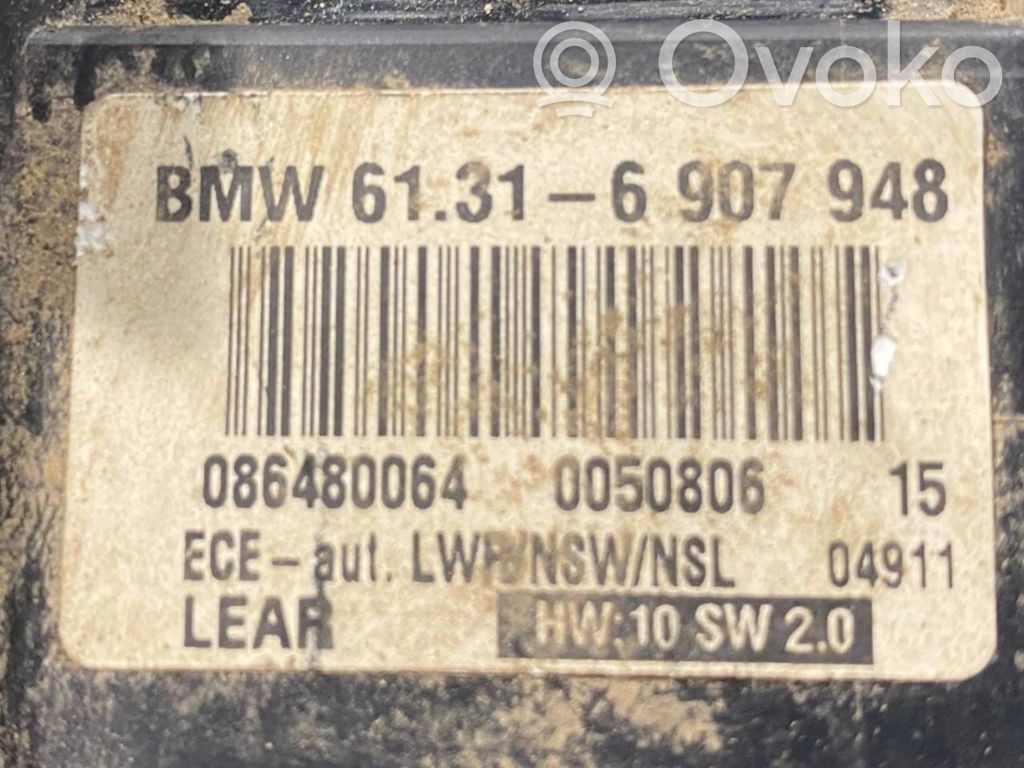 Ovoko
BMW 61.31-6 907 948
086480064 0050806 15
ECE-aut. LWR/NSW/NSL 04911
LEAR HW:10 SW 2.0